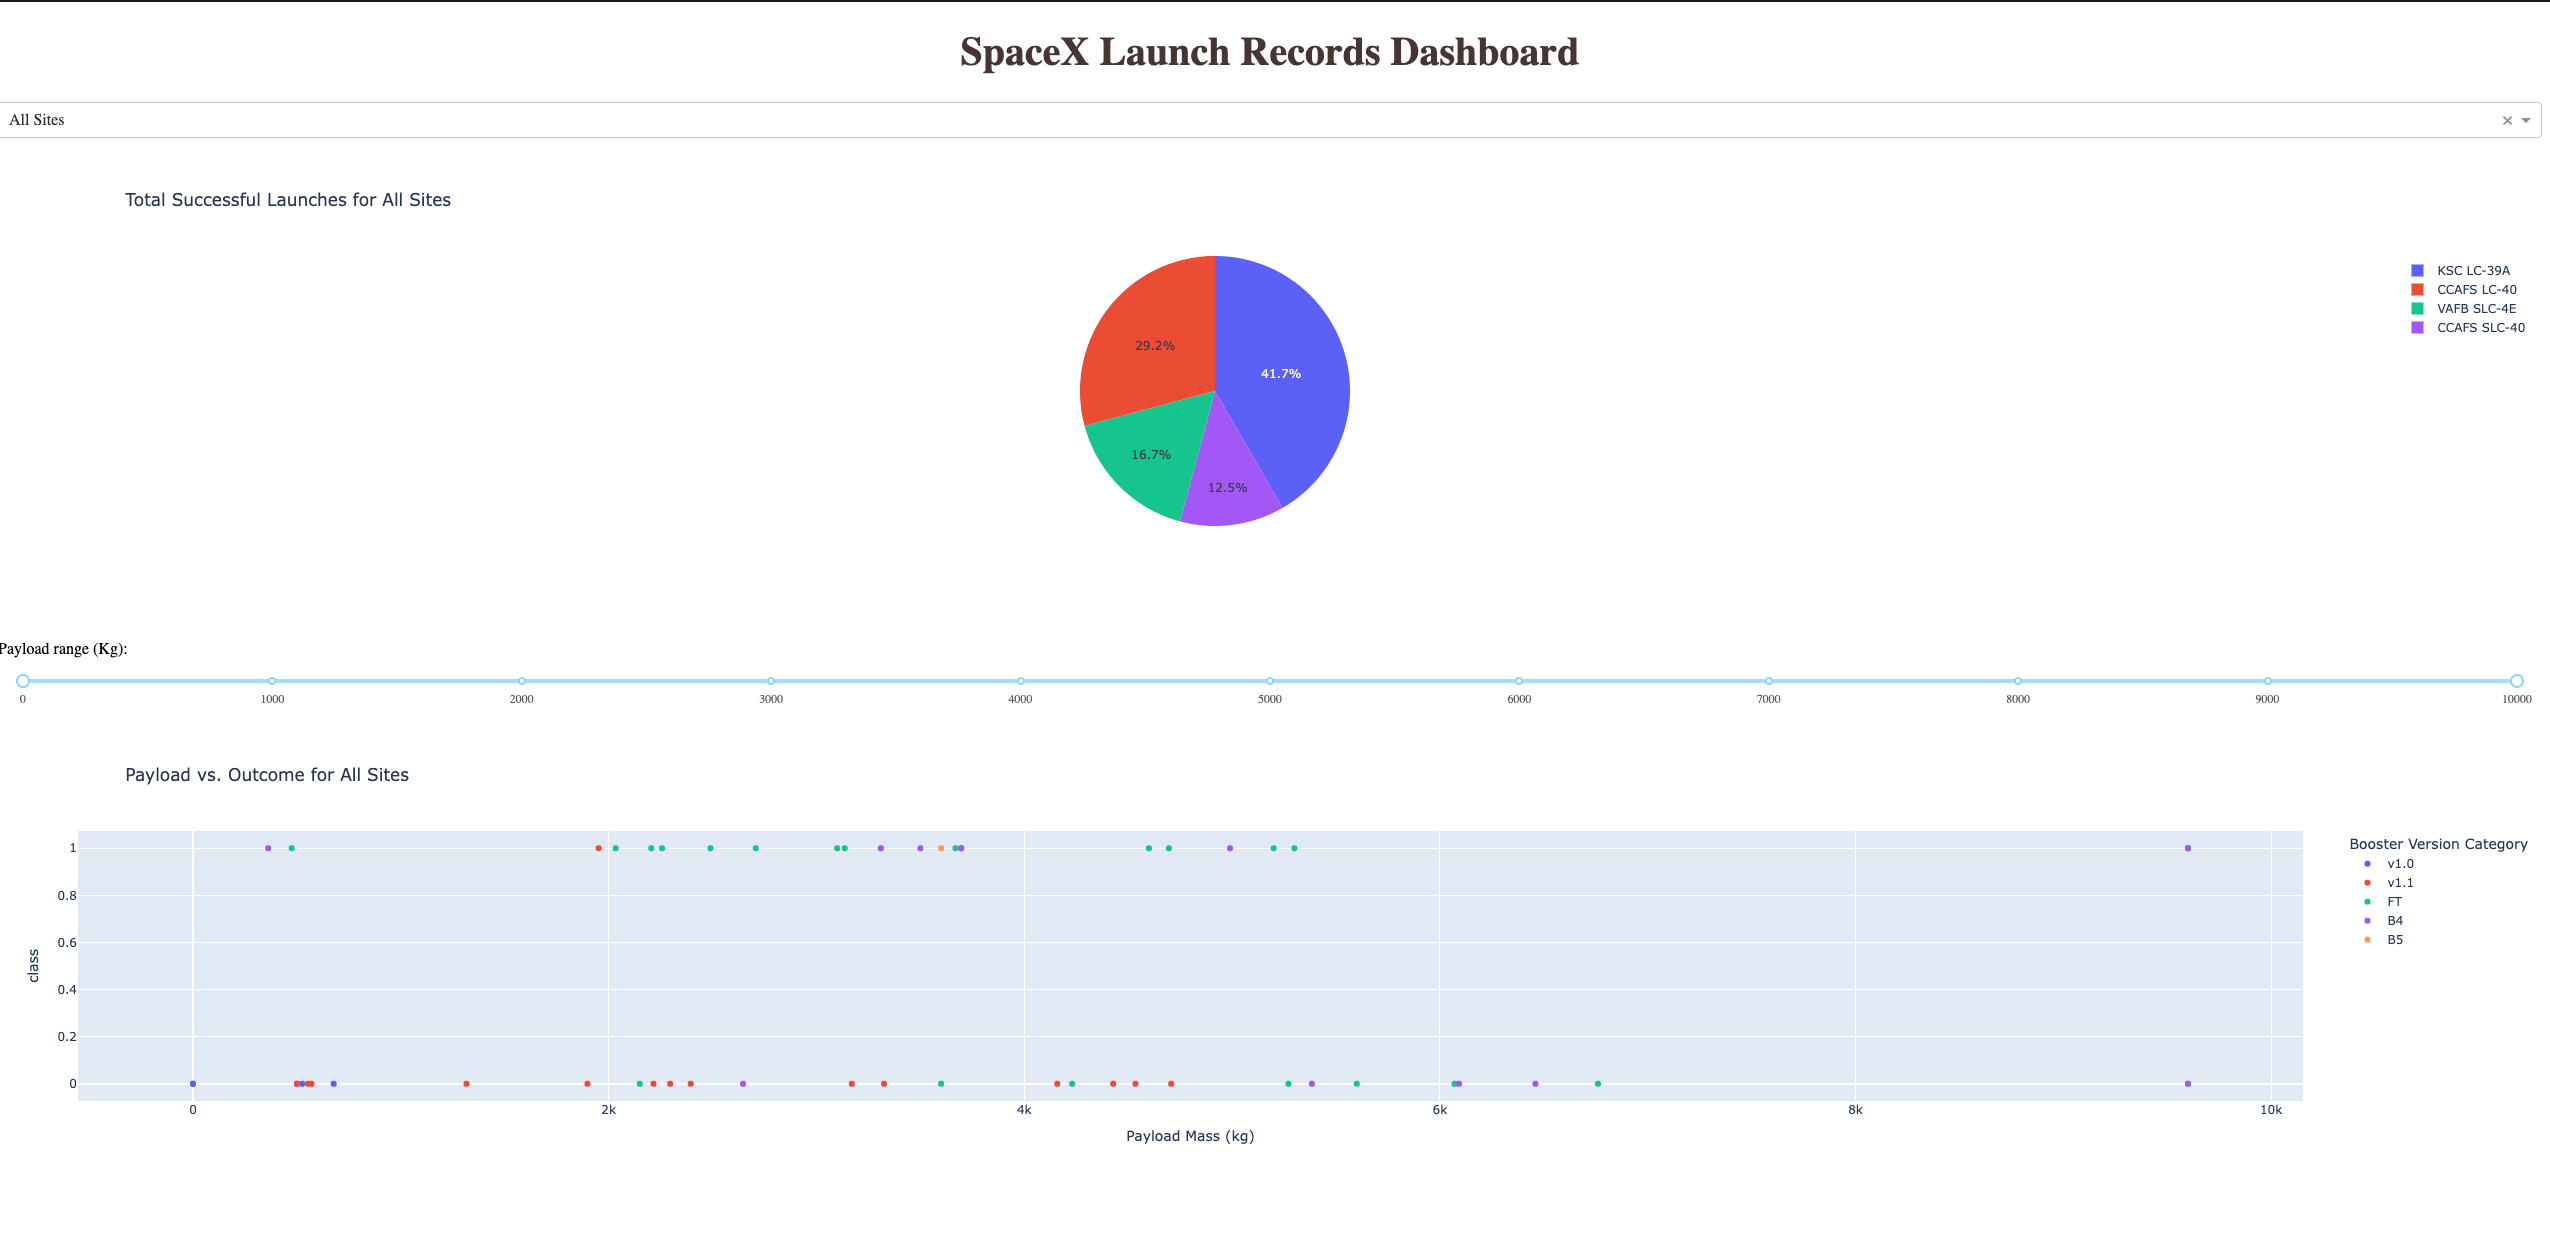 SpaceX Launch Records Dashboard
All Sites
Total Successful Launches for All Sites
KSC LC-39A
CCAFS LC-40
VAFB SLC-4E
CCAFS SLC-40
29.2%
41.7%
16.7%
12.5%
Payload range (Kg):
0 1000 2000 3000 4000 5000 6000 7000 8000 9000 10000
Payload vs. Outcome for All Sites
Booster Version Category
v1.0
v1.1
FT
B4
B5
1
0.8
0.6
0.4
0.2
0
class
0 2k 4k 6k 8k 10k
Payload Mass (kg)